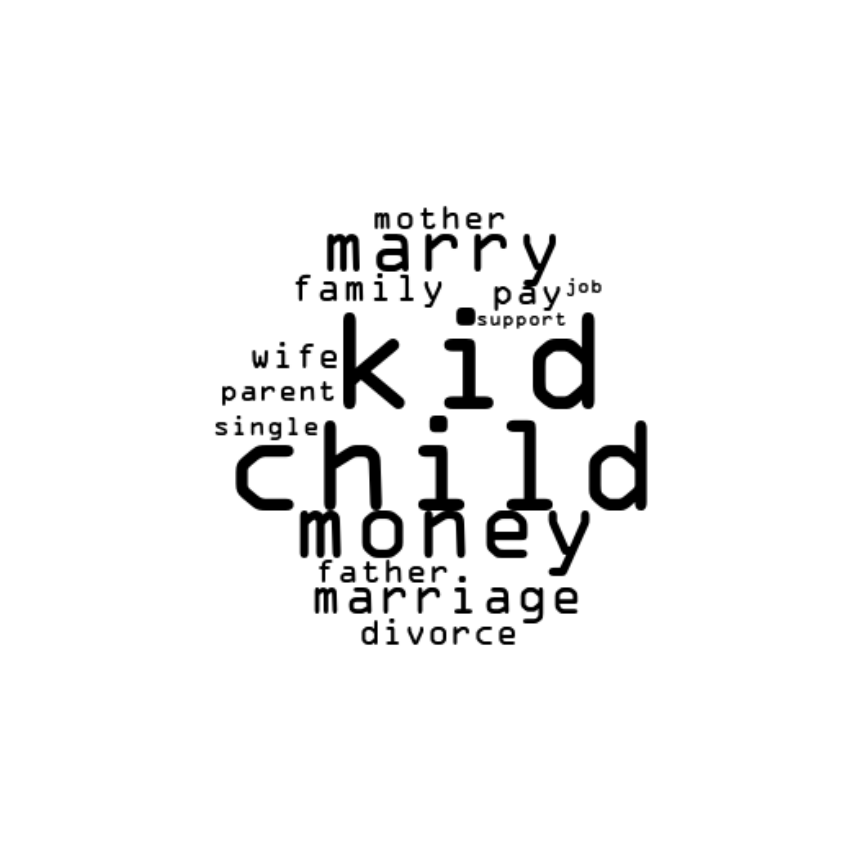 mother
marry
family pay job
support
kid
wife
parent
single
child
money
father
marriage
divorce